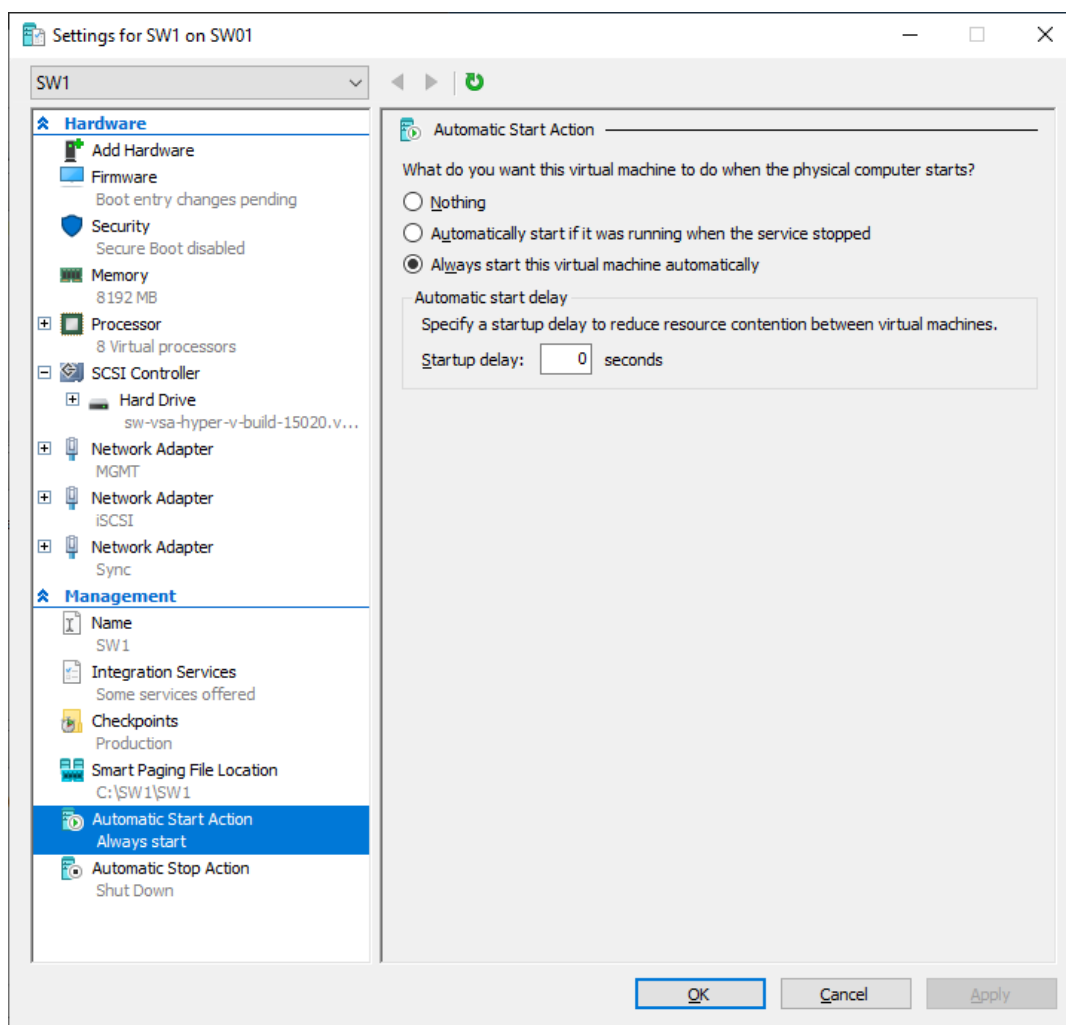 Settings for SW1 on SW01
SW1
Hardware
Add Hardware
Firmware
Boot entry changes pending
Security
Secure Boot disabled
Memory
8192 MB
Processor
8 Virtual processors
SCSI Controller
Hard Drive
sw-vsa-hyper-v-build-15020.v...
Network Adapter
MGMT
Network Adapter
iSCSI
Network Adapter
Sync
Management
Name
SW1
Integration Services
Some services offered
Checkpoints
Production
Smart Paging File Location
C:\SW1\SW1
Automatic Start Action
Always start
Automatic Stop Action
Shut Down
Automatic Start Action
What do you want this virtual machine to do when the physical computer starts?
Nothing
Automatically start if it was running when the service stopped
Always start this virtual machine automatically
Automatic start delay
Specify a startup delay to reduce resource contention between virtual machines.
Startup delay: 0 seconds
OK Cancel Apply